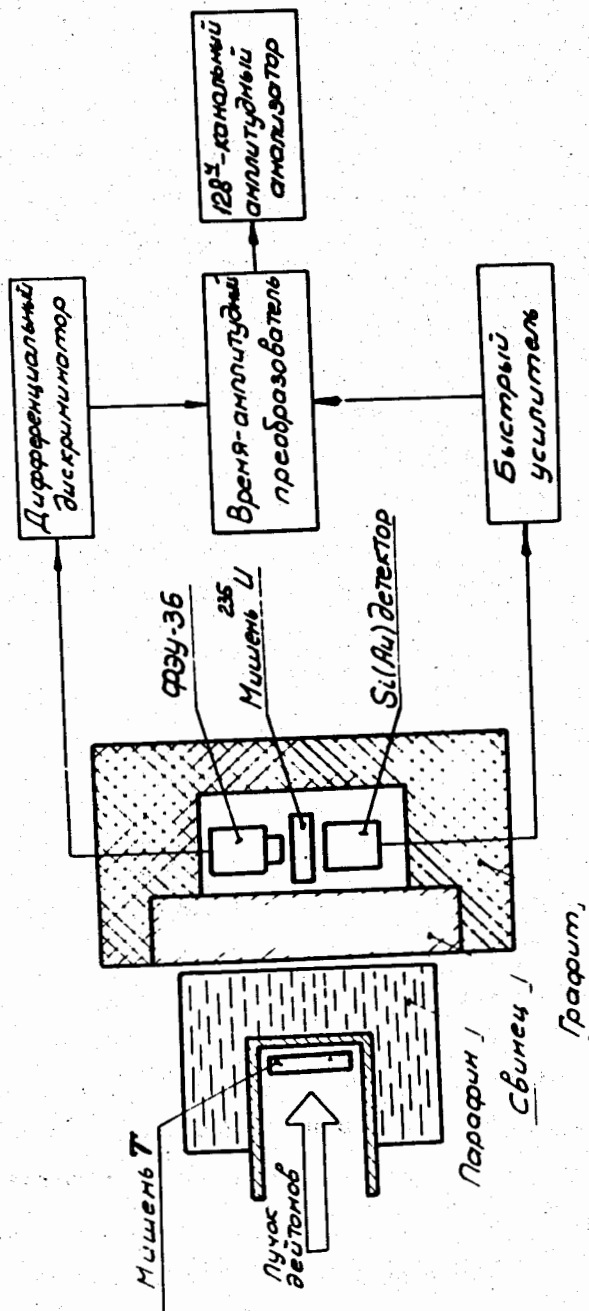 Дифференциальный
дискриминатор
128й-канальный
амплитудный
анализатор
Время-амплитудный
преобразователь
Быстрый
усилитель
ФЭУ-36
Мишень 235U
Si(Au) детектор
Мишень T
Пучок
дейтонов
Парафин
Свинец
Графит